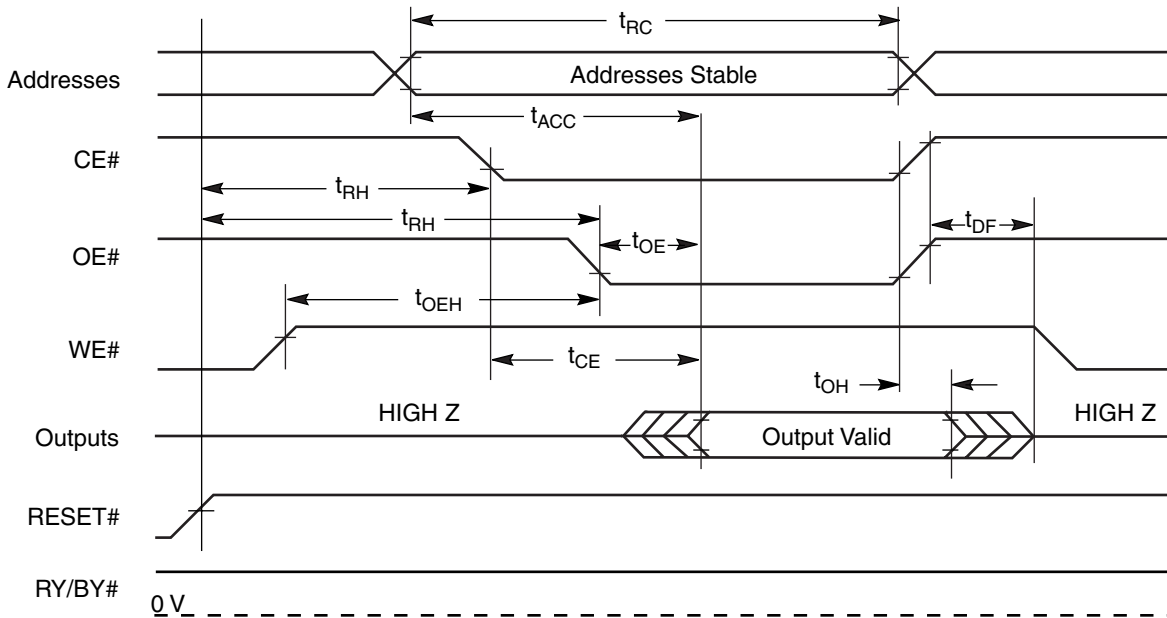 tRC
Addresses
Addresses Stable
tACC
CE#
tRH
tRH
tDF
OE#
tOE
tOEH
WE#
tCE
tOH
HIGH Z
HIGH Z
Outputs
Output Valid
RESET#
RY/BY#
0 V